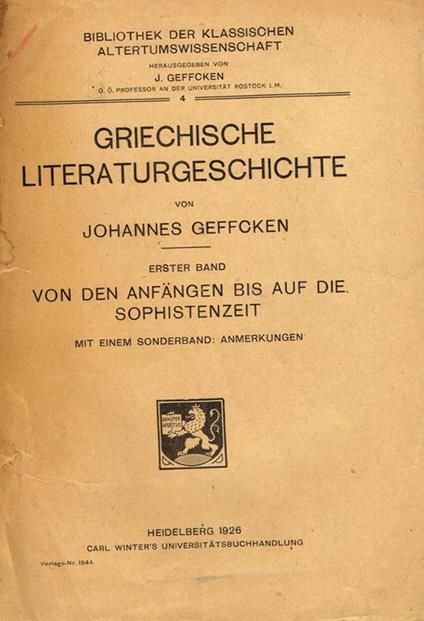 BIBLIOTHEK DER KLASSISCHEN
ALTERTUMSWISSENSCHAFT
HERAUSGEGEBEN VON
J. GEFFCKEN
O. Ö. PROFESSOR AN DER UNIVERSITÄT ROSTOCK I. M.
4
GRIECHISCHE
LITERATURGESCHICHTE
VON
JOHANNES GEFFCKEN
ERSTER BAND
VON DEN ANFÄNGEN BIS AUF DIE
SOPHISTENZEIT
MIT EINEM SONDERBAND: ANMERKUNGEN
SEMPER
APERTUS
HEIDELBERG 1926
CARL WINTER'S UNIVERSITÄTSBUCHHANDLUNG
Verlags-Nr. 1944.